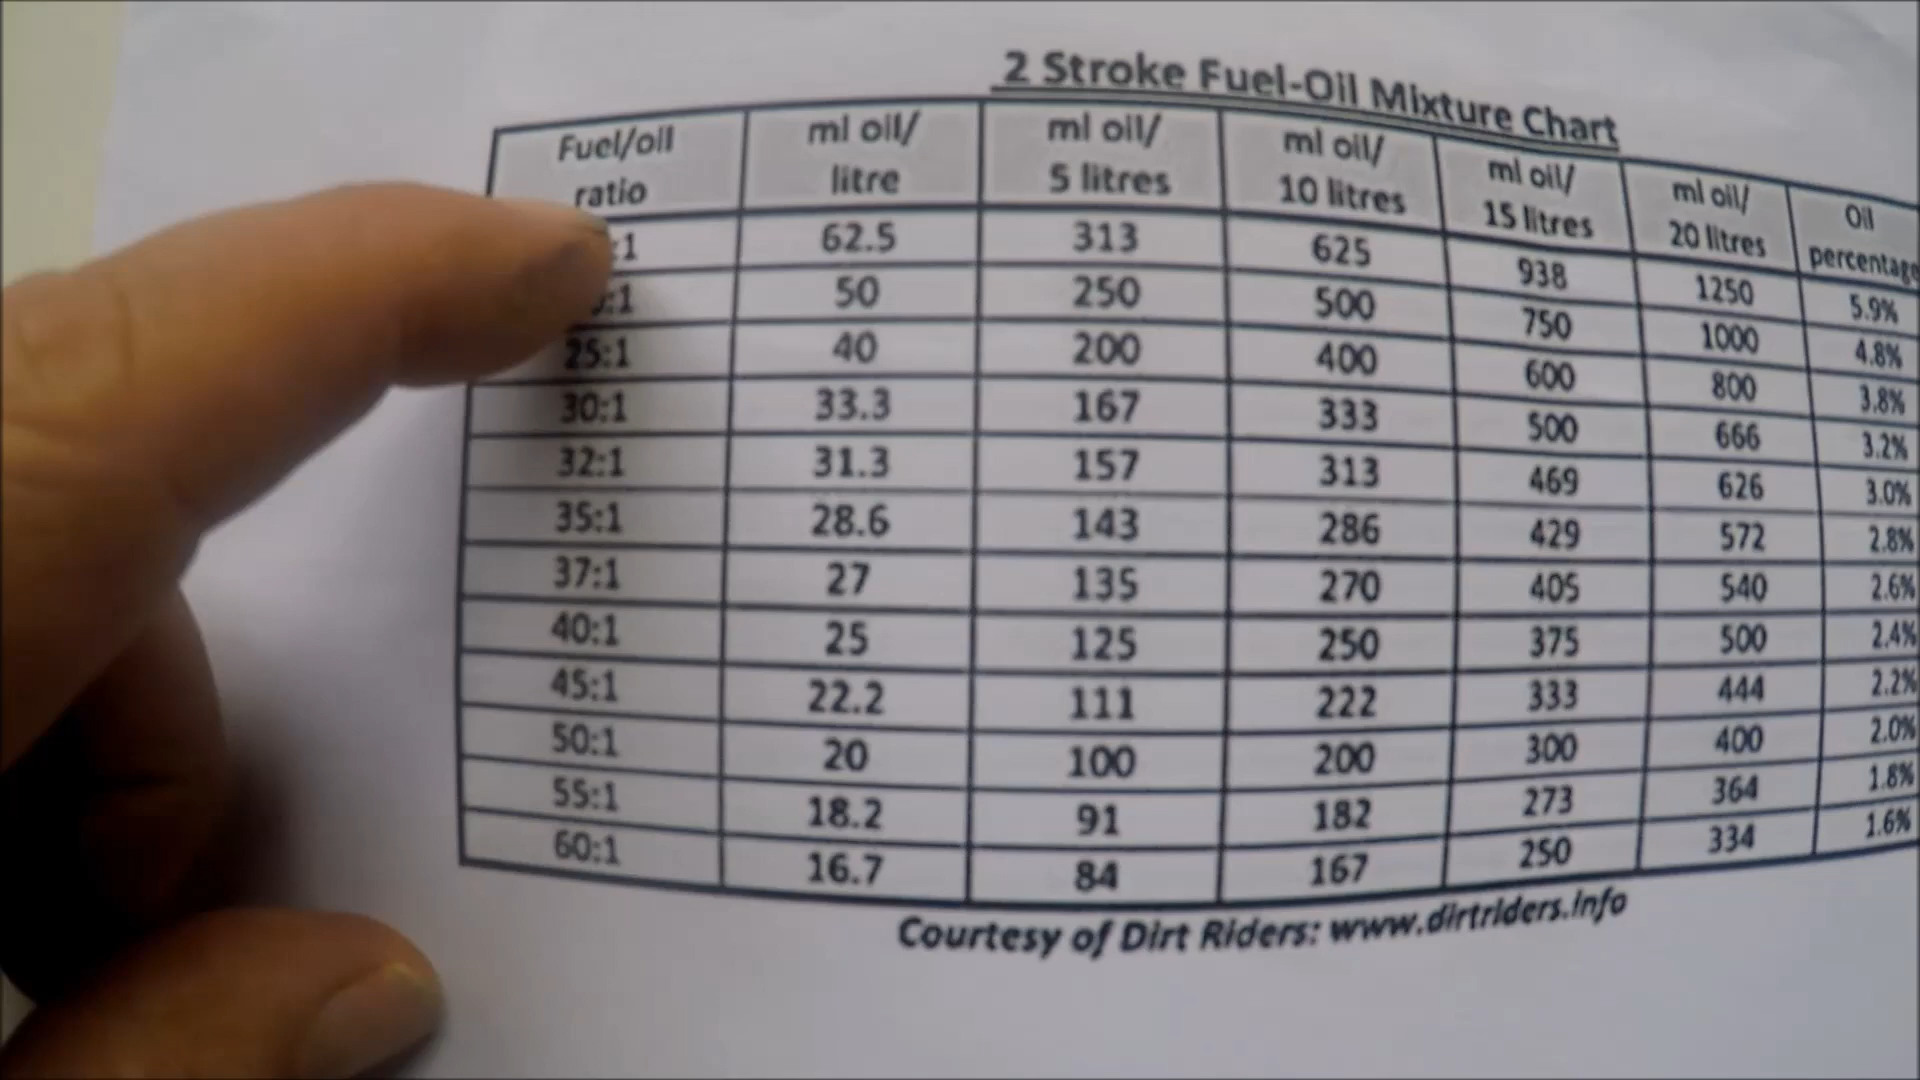 2 Stroke Fuel-Oil Mixture Chart
Fuel/oil ratio ml oil/ litre ml oil/ 5 litres ml oil/ 10 litres ml oil/ 15 litres ml oil/ 20 litres Oil percentage
:1 62.5 313 625 938 1250 5.9%
:1 50 250 500 750 1000 4.8%
25:1 40 200 400 600 800 3.8%
30:1 33.3 167 333 500 666 3.2%
32:1 31.3 157 313 469 626 3.0%
35:1 28.6 143 286 429 572 2.8%
37:1 27 135 270 405 540 2.6%
40:1 25 125 250 375 500 2.4%
45:1 22.2 111 222 333 444 2.2%
50:1 20 100 200 300 400 2.0%
55:1 18.2 91 182 273 364 1.8%
60:1 16.7 84 167 250 334 1.6%
Courtesy of Dirt Riders: www.dirtriders.info